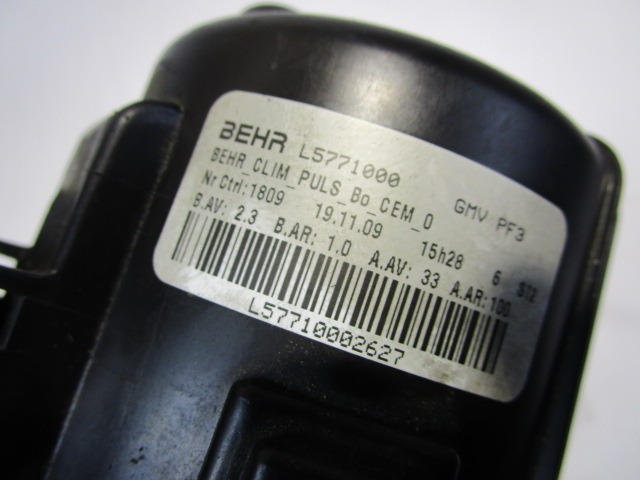 BEHR L5771000 GMV PF3
BEHR_CLIM_PULS_Bo_CEM_0
Nr Ctrl:1809 19.11.09 15h28 6 ST2
B.AV: 2.3 B.AR: 1.0 A.AV: 33 A.AR:100
L57710002627